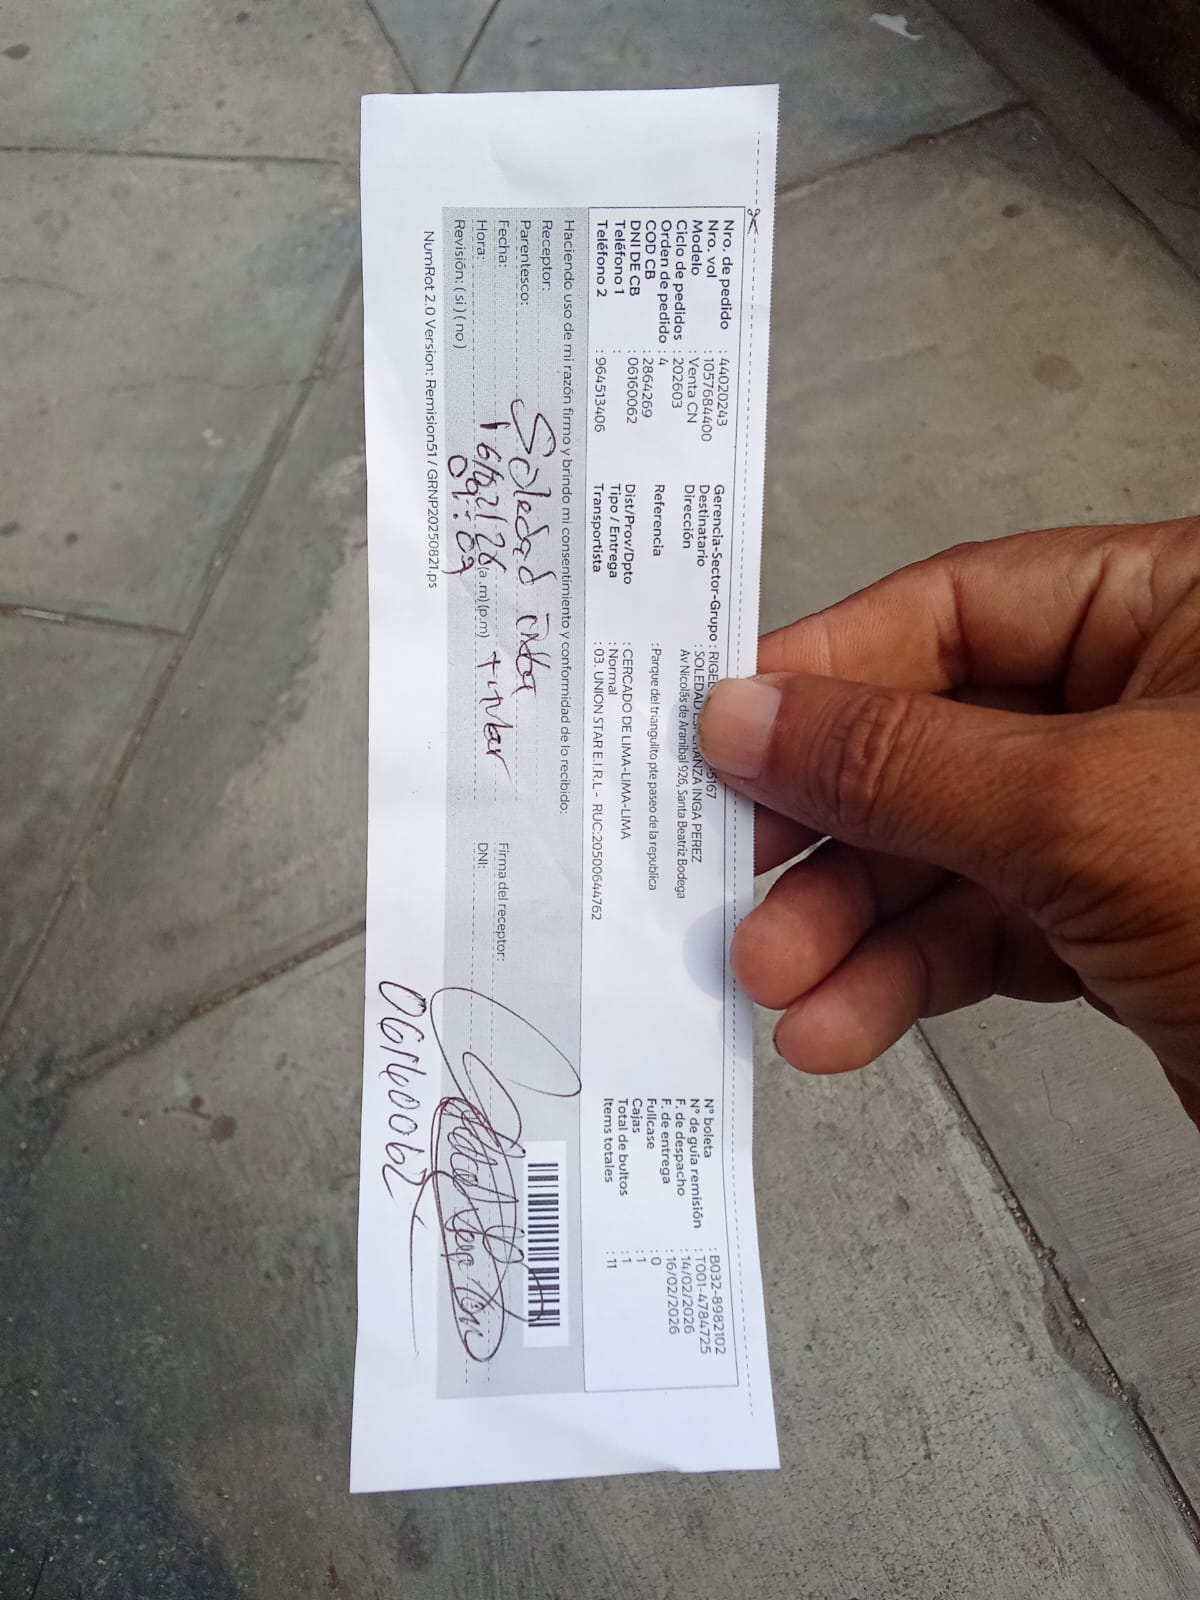 Nro. de pedido : 44020243
Nro. vol : 1057684400
Modelo : Venta CN
Ciclo de pedidos : 202603
Orden de pedido : 4
COD CB : 2864269
DNI DE CB : 06160062
Teléfono 1 :
Teléfono 2 : 964513406
Gerencia-Sector-Grupo : RIGEL 5167
Destinatario : SOLEDAD ESPERANZA INGA PEREZ
Dirección Av Nicolás de Aranibal 926, Santa Beatriz Bodega
Referencia : Parque del triangulito pte paseo de la republica
Dist/Prov/Dpto : CERCADO DE LIMA-LIMA-LIMA
Tipo / Entrega : Normal
Transportista : 03. UNION STAR E.I.R.L - RUC:20500644762
N° boleta : B032-8982102
N° de guía remisión : T001-4784725
F. de despacho : 14/02/2026
F. de entrega : 16/02/2026
Fullcase : 0
Cajas : 1
Total de bultos : 1
Items totales : 11
Haciendo uso de mi razón firmo y brindo mi consentimiento y conformidad de lo recibido:
Receptor: Soledad
Parentesco: titular
Fecha: 16/02/26
Hora: 09:09 (a.m)(p.m)
Revisión: ( si ) ( no )
Firma del receptor:
DNI: 06160062
NumRot 2.0 Version: Remision51 / GRNP20250821.ps